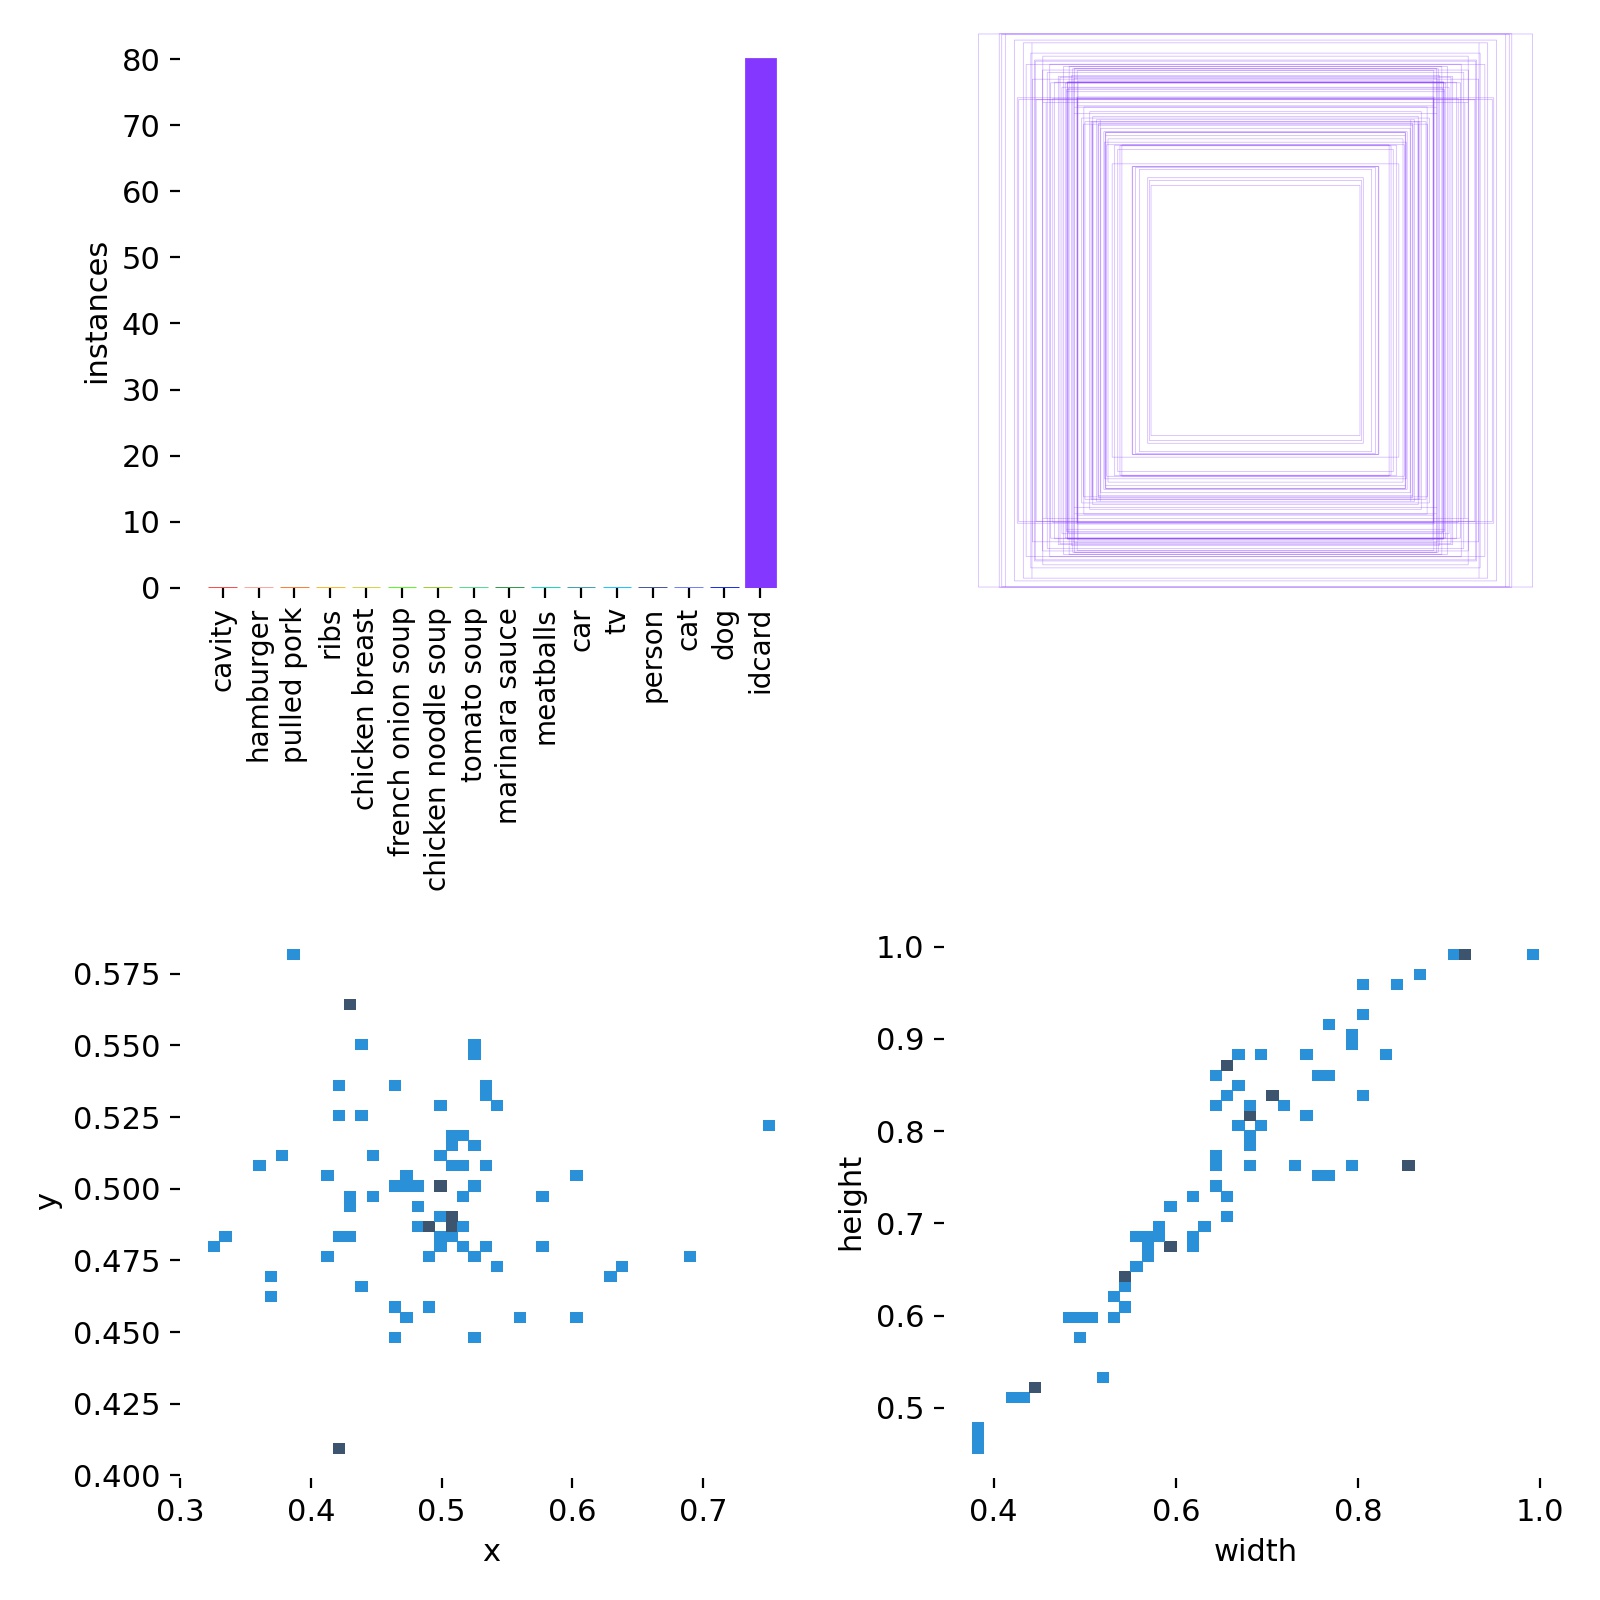 80
70
60
50
40
30
20
10
0
instances
cavity
hamburger
pulled pork
ribs
chicken breast
french onion soup
chicken noodle soup
tomato soup
marinara sauce
meatballs
car
tv
person
cat
dog
idcard
0.575
0.550
0.525
0.500
0.475
0.450
0.425
0.400
y
0.3 0.4 0.5 0.6 0.7
x
1.0
0.9
0.8
0.7
0.6
0.5
height
0.4 0.6 0.8 1.0
width